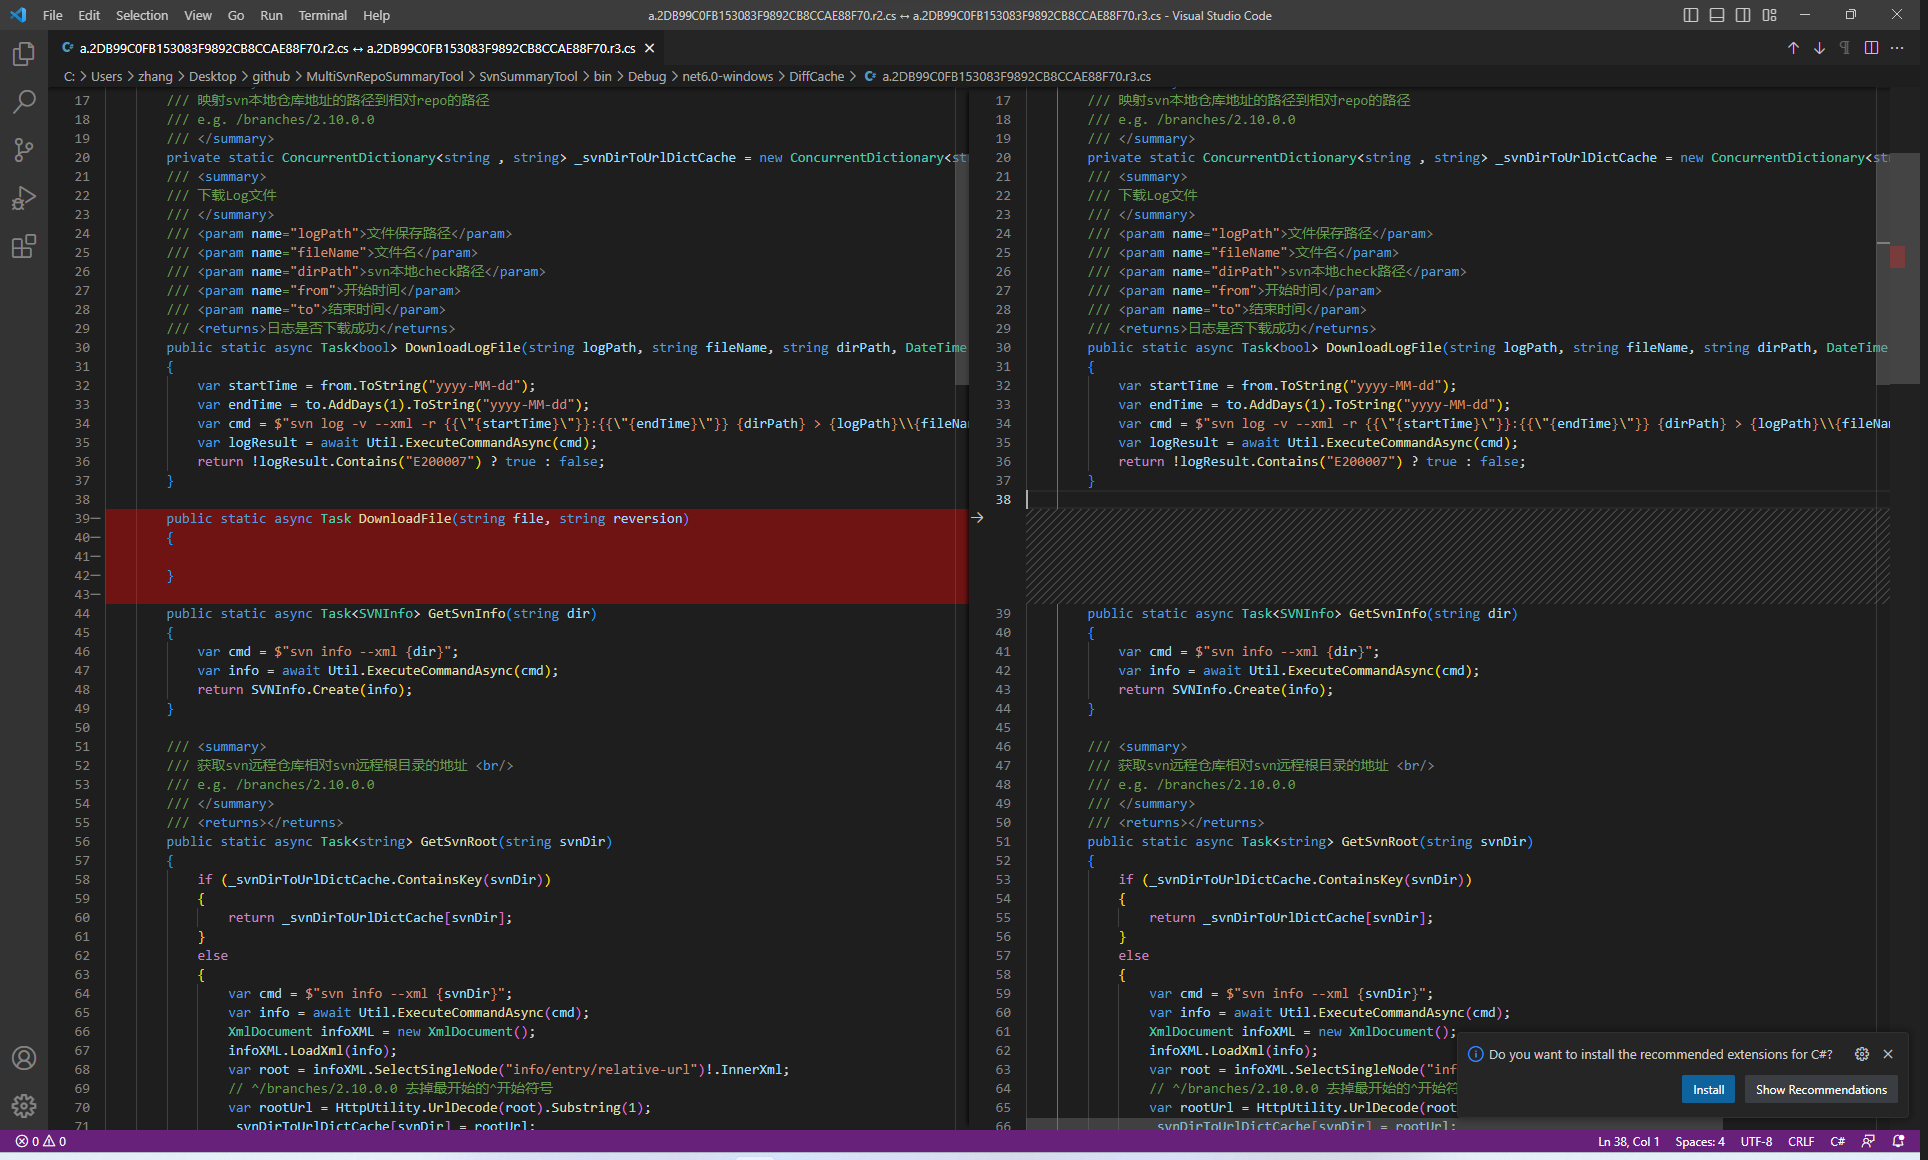 File Edit Selection View Go Run Terminal Help
a.2DB99C0FB153083F9892CB8CCAE88F70.r2.cs ↔ a.2DB99C0FB153083F9892CB8CCAE88F70.r3.cs - Visual Studio Code
a.2DB99C0FB153083F9892CB8CCAE88F70.r2.cs ↔ a.2DB99C0FB153083F9892CB8CCAE88F70.r3.cs
C: > Users > zhang > Desktop > github > MultiSvnRepoSummaryTool > SvnSummaryTool > bin > Debug > net6.0-windows > DiffCache > a.2DB99C0FB153083F9892CB8CCAE88F70.r3.cs
17 /// 映射svn本地仓库地址的路径到相对repo的路径
18 /// e.g. /branches/2.10.0.0
19 /// </summary>
20 private static ConcurrentDictionary<string , string> _svnDirToUrlDictCache = new ConcurrentDictionary<st
21 /// <summary>
22 /// 下载Log文件
23 /// </summary>
24 /// <param name="logPath">文件保存路径</param>
25 /// <param name="fileName">文件名</param>
26 /// <param name="dirPath">svn本地check路径</param>
27 /// <param name="from">开始时间</param>
28 /// <param name="to">结束时间</param>
29 /// <returns>日志是否下载成功</returns>
30 public static async Task<bool> DownloadLogFile(string logPath, string fileName, string dirPath, DateTime
31 {
32 var startTime = from.ToString("yyyy-MM-dd");
33 var endTime = to.AddDays(1).ToString("yyyy-MM-dd");
34 var cmd = $"svn log -v --xml -r {{\"{startTime}\"}}:{{\"{endTime}\"}} {dirPath} > {logPath}\\{fileNa
35 var logResult = await Util.ExecuteCommandAsync(cmd);
36 return !logResult.Contains("E200007") ? true : false;
37 }
38
39— public static async Task DownloadFile(string file, string reversion)
40— {
41—
42— }
43—
44 public static async Task<SVNInfo> GetSvnInfo(string dir)
45 {
46 var cmd = $"svn info --xml {dir}";
47 var info = await Util.ExecuteCommandAsync(cmd);
48 return SVNInfo.Create(info);
49 }
50
51 /// <summary>
52 /// 获取svn远程仓库相对svn远程根目录的地址 <br/>
53 /// e.g. /branches/2.10.0.0
54 /// </summary>
55 /// <returns></returns>
56 public static async Task<string> GetSvnRoot(string svnDir)
57 {
58 if (_svnDirToUrlDictCache.ContainsKey(svnDir))
59 {
60 return _svnDirToUrlDictCache[svnDir];
61 }
62 else
63 {
64 var cmd = $"svn info --xml {svnDir}";
65 var info = await Util.ExecuteCommandAsync(cmd);
66 XmlDocument infoXML = new XmlDocument();
67 infoXML.LoadXml(info);
68 var root = infoXML.SelectSingleNode("info/entry/relative-url")!.InnerXml;
69 // ^/branches/2.10.0.0 去掉最开始的^开始符号
70 var rootUrl = HttpUtility.UrlDecode(root).Substring(1);
71 _svnDirToUrlDictCache[svnDir] = rootUrl;
17 /// 映射svn本地仓库地址的路径到相对repo的路径
18 /// e.g. /branches/2.10.0.0
19 /// </summary>
20 private static ConcurrentDictionary<string , string> _svnDirToUrlDictCache = new ConcurrentDictionary<st
21 /// <summary>
22 /// 下载Log文件
23 /// </summary>
24 /// <param name="logPath">文件保存路径</param>
25 /// <param name="fileName">文件名</param>
26 /// <param name="dirPath">svn本地check路径</param>
27 /// <param name="from">开始时间</param>
28 /// <param name="to">结束时间</param>
29 /// <returns>日志是否下载成功</returns>
30 public static async Task<bool> DownloadLogFile(string logPath, string fileName, string dirPath, DateTime
31 {
32 var startTime = from.ToString("yyyy-MM-dd");
33 var endTime = to.AddDays(1).ToString("yyyy-MM-dd");
34 var cmd = $"svn log -v --xml -r {{\"{startTime}\"}}:{{\"{endTime}\"}} {dirPath} > {logPath}\\{fileNa
35 var logResult = await Util.ExecuteCommandAsync(cmd);
36 return !logResult.Contains("E200007") ? true : false;
37 }
38
39 public static async Task<SVNInfo> GetSvnInfo(string dir)
40 {
41 var cmd = $"svn info --xml {dir}";
42 var info = await Util.ExecuteCommandAsync(cmd);
43 return SVNInfo.Create(info);
44 }
45
46 /// <summary>
47 /// 获取svn远程仓库相对svn远程根目录的地址 <br/>
48 /// e.g. /branches/2.10.0.0
49 /// </summary>
50 /// <returns></returns>
51 public static async Task<string> GetSvnRoot(string svnDir)
52 {
53 if (_svnDirToUrlDictCache.ContainsKey(svnDir))
54 {
55 return _svnDirToUrlDictCache[svnDir];
56 }
57 else
58 {
59 var cmd = $"svn info --xml {svnDir}";
60 var info = await Util.ExecuteCommandAsync(cmd);
61 XmlDocument infoXML = new XmlDocument();
62 infoXML.LoadXml(info);
63 var root = infoXML.SelectSingleNode("inf
64 // ^/branches/2.10.0.0 去掉最开始的^开始符
65 var rootUrl = HttpUtility.UrlDecode(root
66 _svnDirToUrlDictCache[svnDir] = rootUrl;
Do you want to install the recommended extensions for C#?
Install Show Recommendations
0 0 Ln 38, Col 1 Spaces: 4 UTF-8 CRLF C#